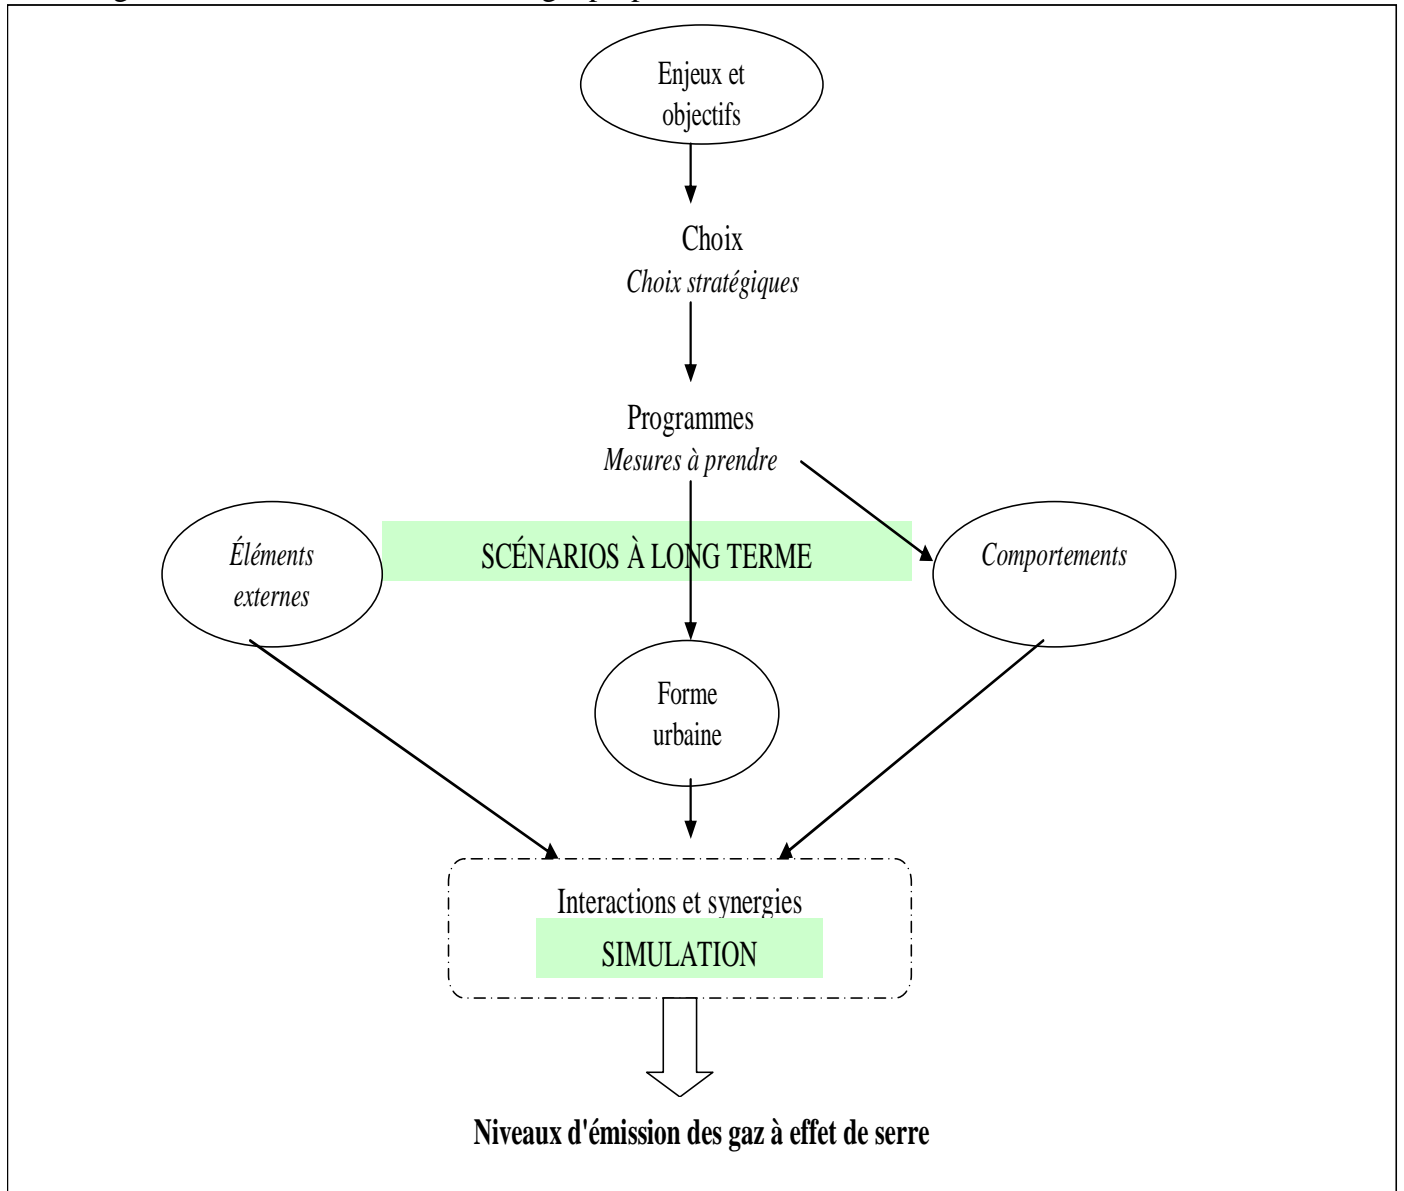 Enjeux et
objectifs
Choix
Choix stratégiques
Programmes
Mesures à prendre
Éléments
externes
SCÉNARIOS À LONG TERME
Comportements
Forme
urbaine
Interactions et synergies
SIMULATION
Niveaux d'émission des gaz à effet de serre